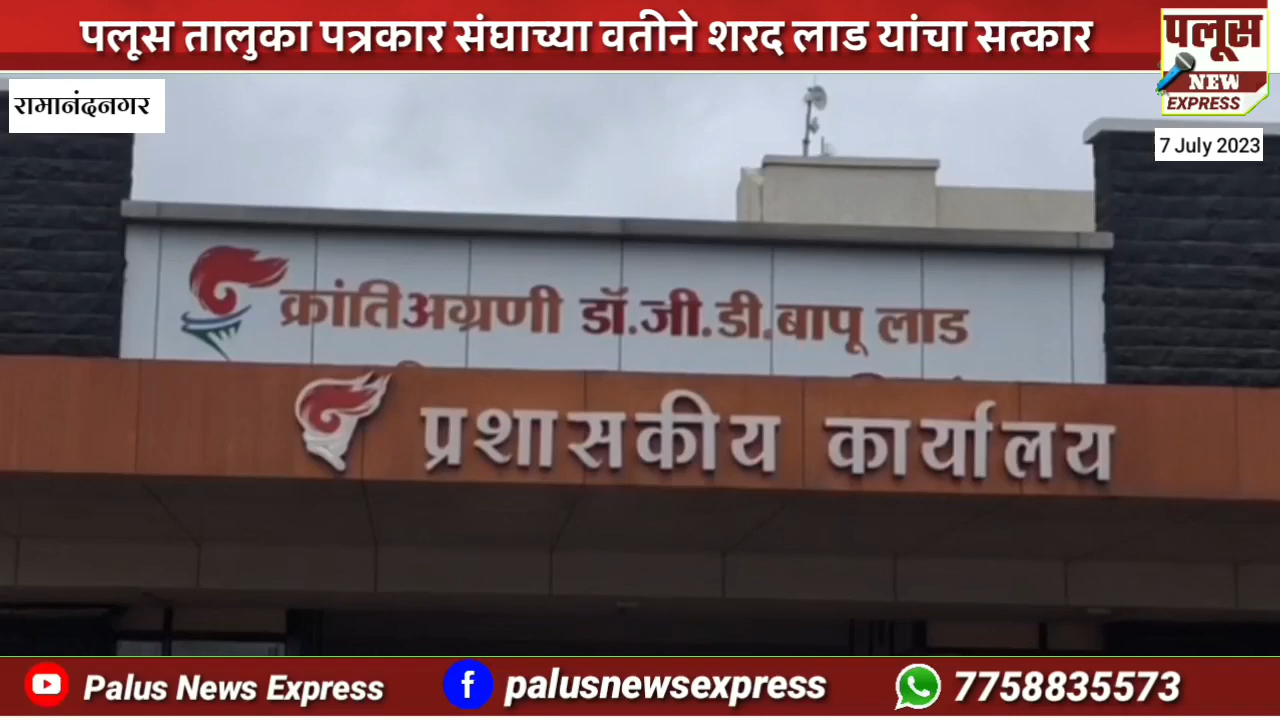 पलूस तालुका पत्रकार संघाच्या वतीने शरद लाड यांचा सत्कार
पलूस
NEW
EXPRESS
रामानंदनगर
7 July 2023
क्रांतिअग्रणी डॉ.जी.डी.बापू लाड
प्रशासकीय कार्यालय
Palus News Express
palusnewsexpress
7758835573